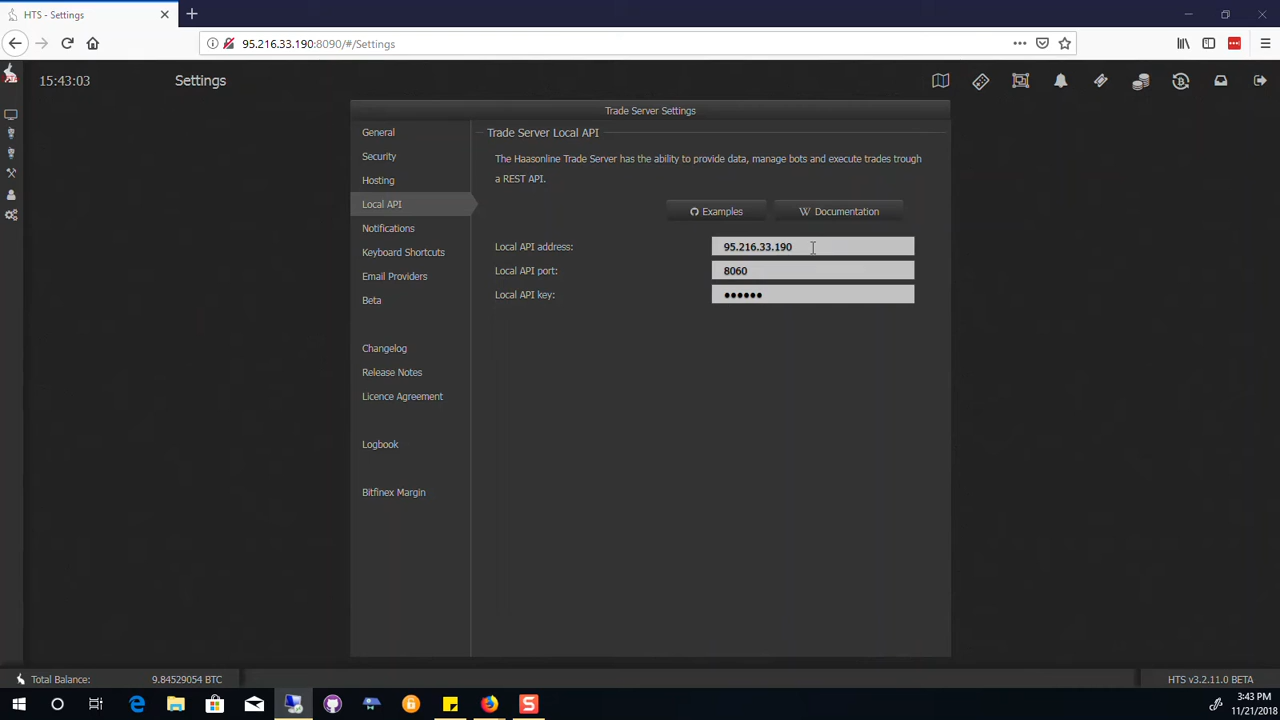 HTS - Settings
95.216.33.190:8090/#/Settings
15:43:03
Settings
Trade Server Settings
General
Security
Hosting
Local API
Notifications
Keyboard Shortcuts
Email Providers
Beta
Changelog
Release Notes
Licence Agreement
Logbook
Bitfinex Margin
Trade Server Local API
The Haasonline Trade Server has the ability to provide data, manage bots and execute trades trough
a REST API.
Examples
W Documentation
Local API address: 95.216.33.190
Local API port: 8060
Local API key: ●●●●●●
Total Balance: 9.84529054 BTC
HTS v3.2.11.0 BETA
3:43 PM
11/21/2018